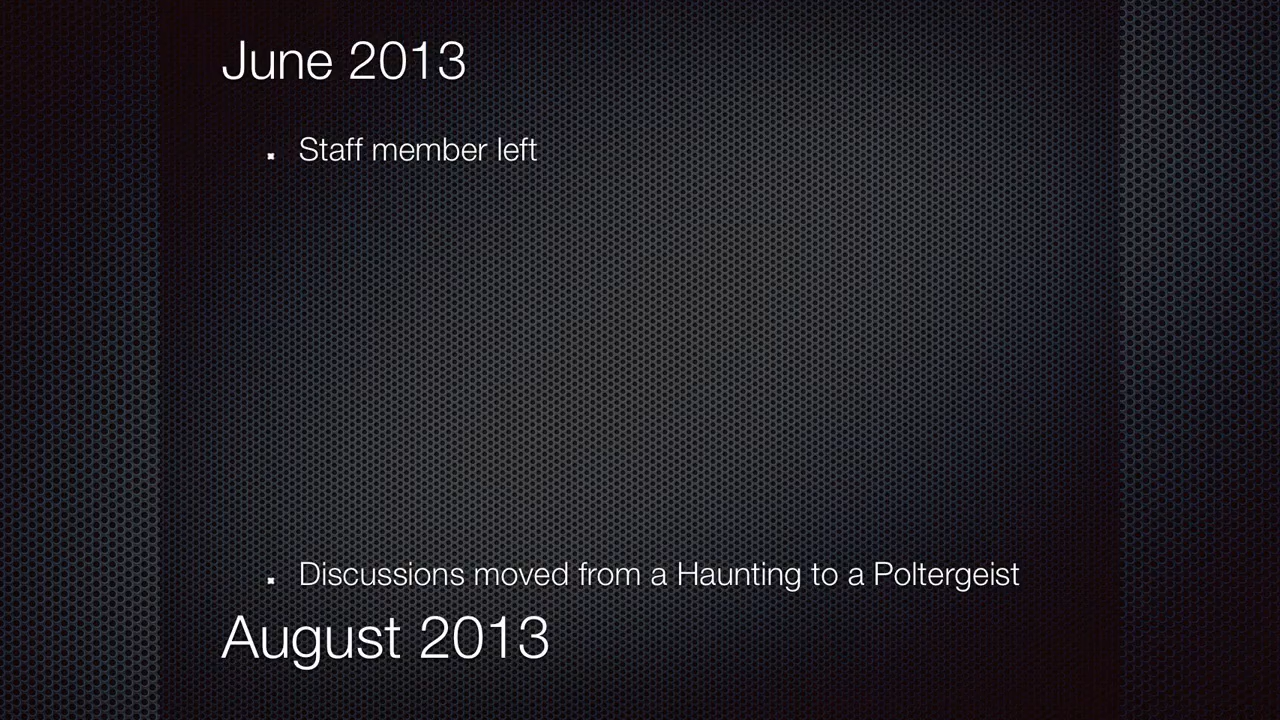 June 2013
Staff member left
Discussions moved from a Haunting to a Poltergeist
August 2013